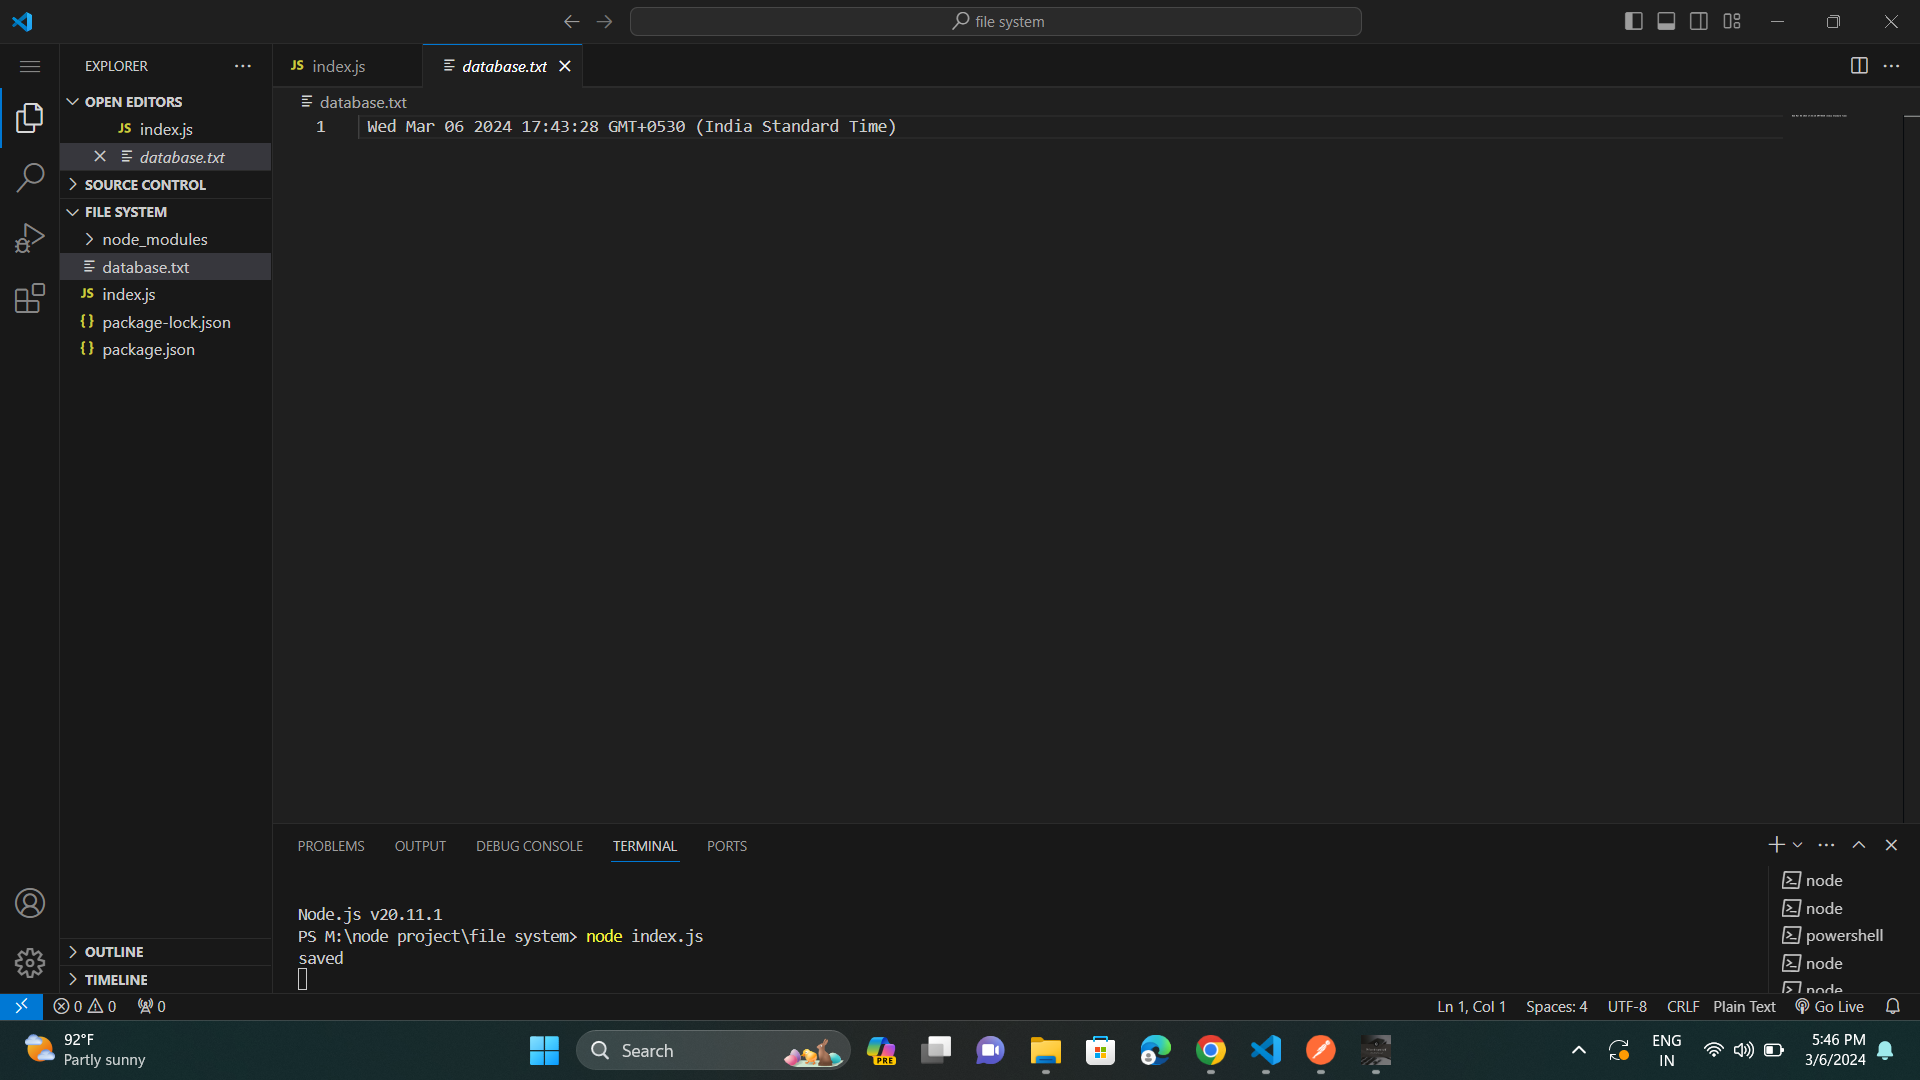 file system
EXPLORER
OPEN EDITORS
JS index.js
database.txt
SOURCE CONTROL
FILE SYSTEM
node_modules
database.txt
JS index.js
{} package-lock.json
{} package.json
OUTLINE
TIMELINE
JS index.js
database.txt
database.txt
1 Wed Mar 06 2024 17:43:28 GMT+0530 (India Standard Time)
PROBLEMS OUTPUT DEBUG CONSOLE TERMINAL PORTS
Node.js v20.11.1
PS M:\node project\file system> node index.js
saved
node
node
powershell
node
node
0 0 0
Ln 1, Col 1 Spaces: 4 UTF-8 CRLF Plain Text Go Live
92°F
Partly sunny
Search
PRE
ENG
IN
5:46 PM
3/6/2024